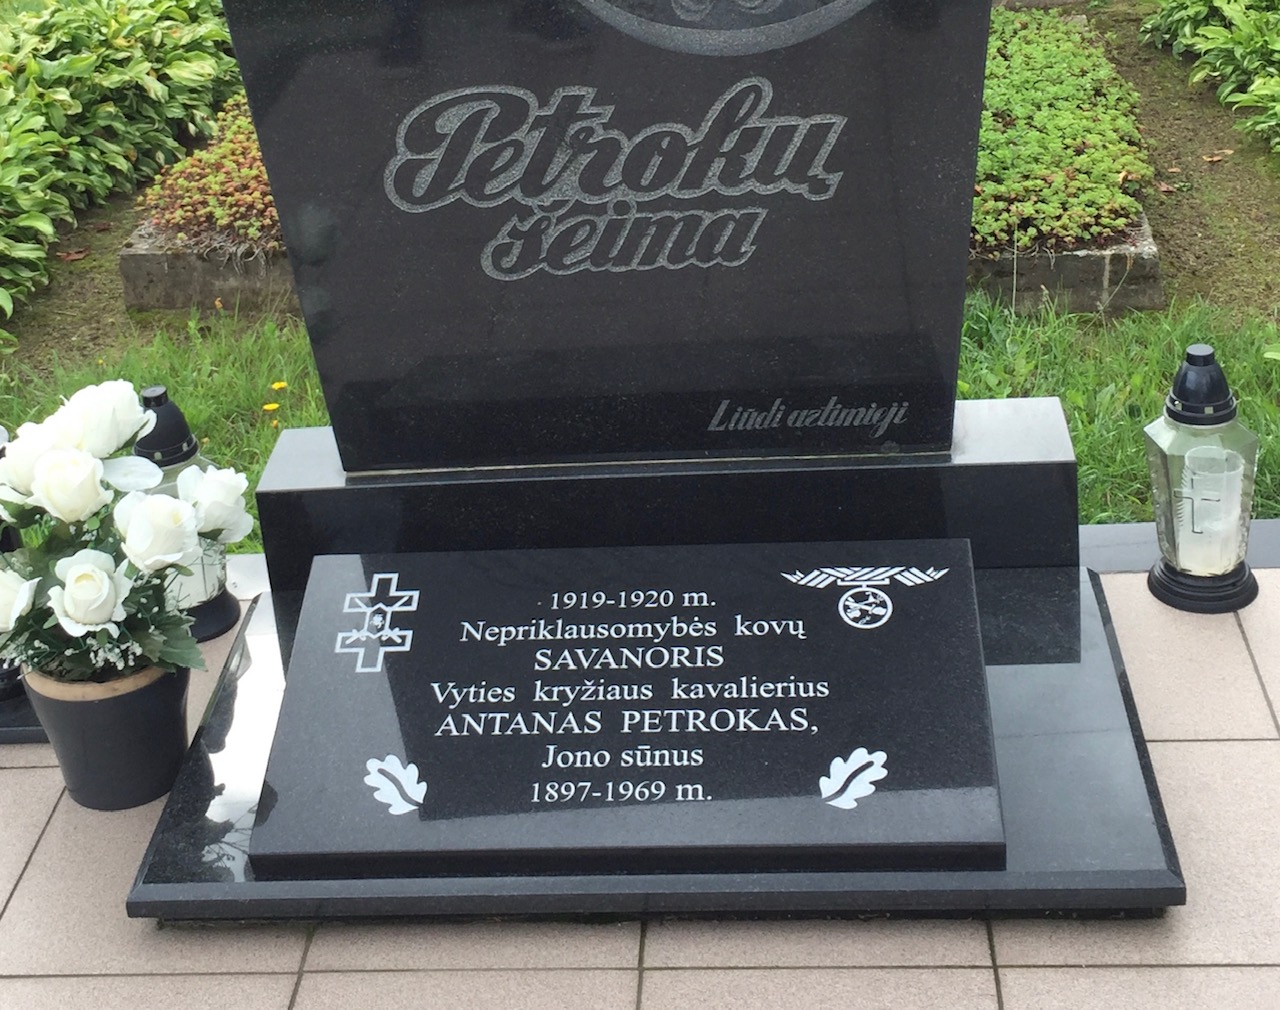 Petrokų
šeima
Liūdi artimieji
1919-1920 m.
Nepriklausomybės kovų
SAVANORIS
Vyties kryžiaus kavalierius
ANTANAS PETROKAS,
Jono sūnus
1897-1969 m.